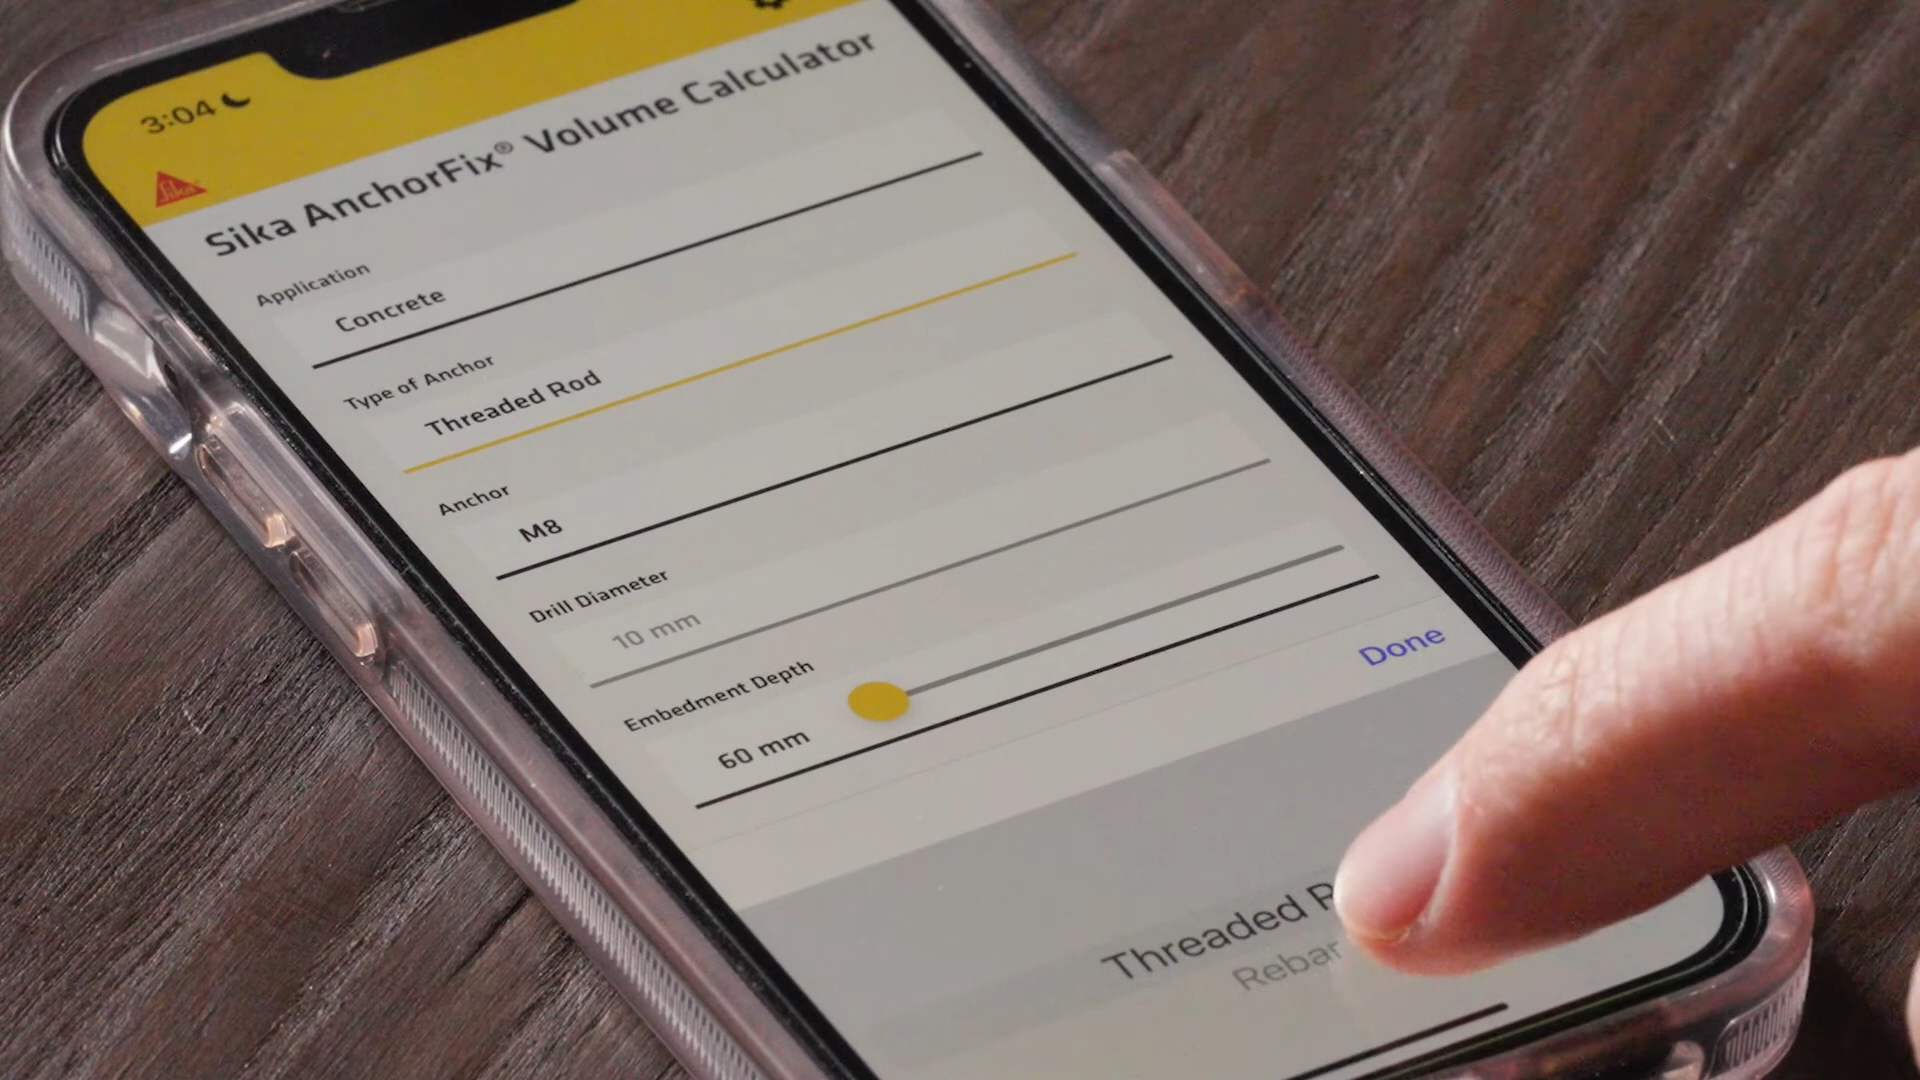 3:04
Sika
Sika AnchorFix® Volume Calculator
Application
Concrete
Type of Anchor
Threaded Rod
Anchor
M8
Drill Diameter
10 mm
Embedment Depth
60 mm
Done
Threaded R
Rebar